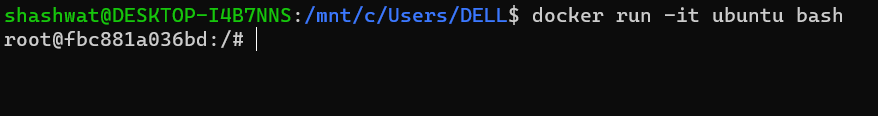 shashwat@DESKTOP-I4B7NNS:/mnt/c/Users/DELL$ docker run -it ubuntu bash
root@fbc881a036bd:/#